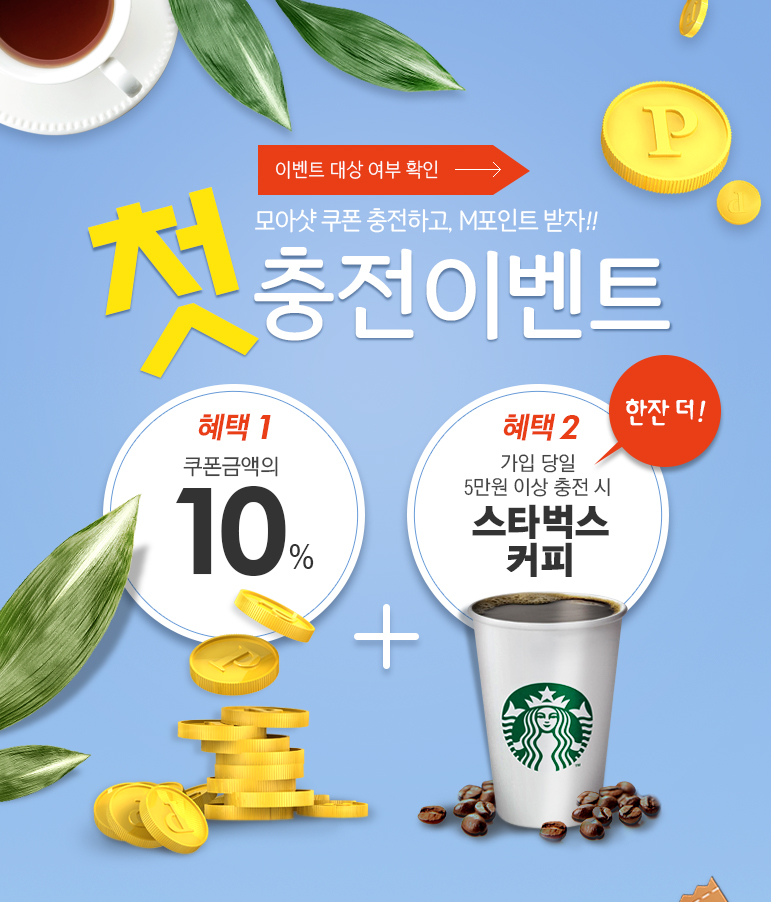 이벤트 대상 여부 확인
모아샷 쿠폰 충전하고, M포인트 받자!!
첫 충전이벤트
혜택 1
쿠폰금액의
10%
혜택 2
한잔 더!
가입 당일
5만원 이상 충전 시
스타벅스
커피
P
P
P
P
P
TM